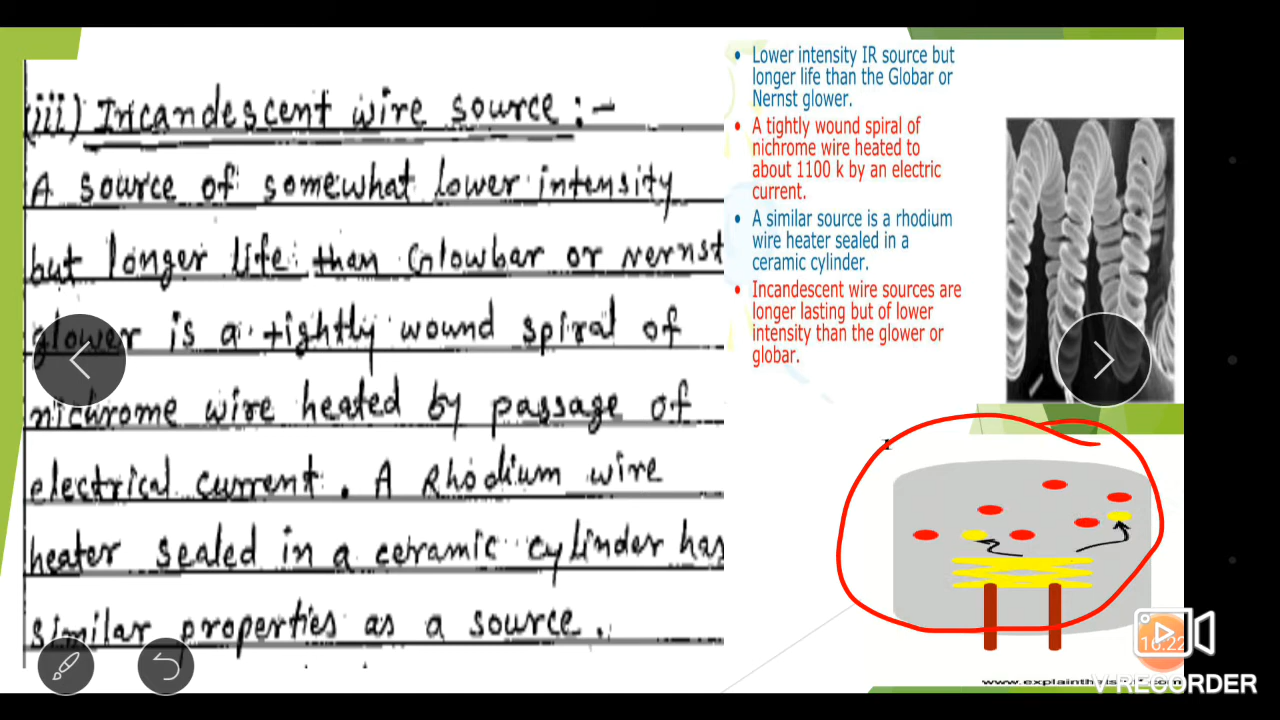 (iii) Incandescent wire source :-
A source of somewhat lower intensity
but longer life than Glowbar or nernst
glower is a tightly wound spiral of
nichrome wire heated by passage of
electrical current. A Rhodium wire
heater sealed in a ceramic cylinder has
similar properties as a source.
• Lower intensity IR source but
longer life than the Globar or
Nernst glower.
• A tightly wound spiral of
nichrome wire heated to
about 1100 k by an electric
current.
• A similar source is a rhodium
wire heater sealed in a
ceramic cylinder.
• Incandescent wire sources are
longer lasting but of lower
intensity than the glower or
globar.
16:22
V RECORDER